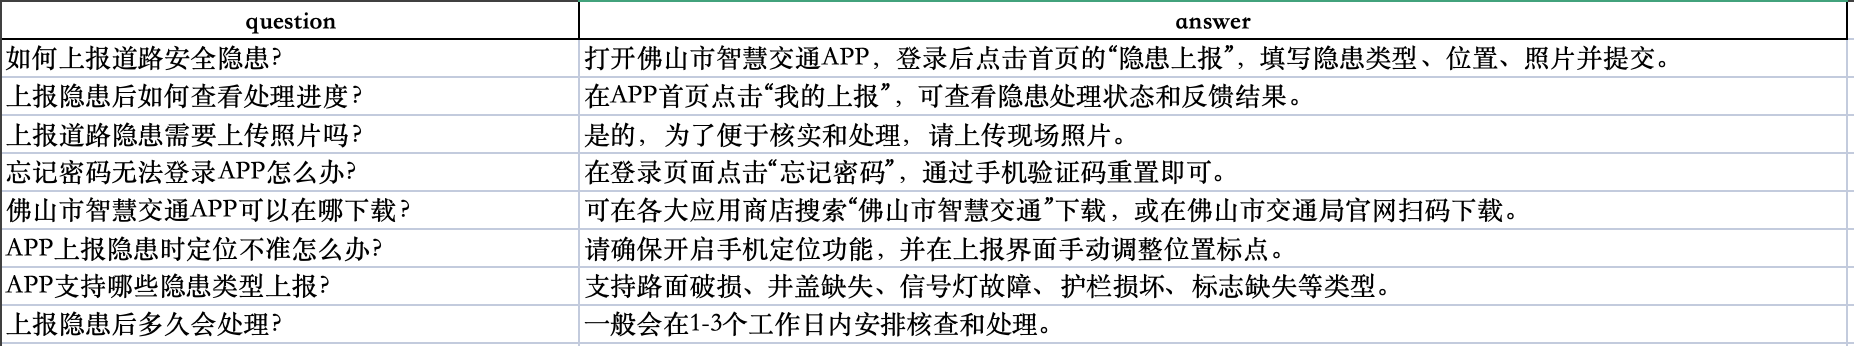 question answer
如何上报道路安全隐患? 打开佛山市智慧交通APP，登录后点击首页的“隐患上报”，填写隐患类型、位置、照片并提交。
上报隐患后如何查看处理进度? 在APP首页点击“我的上报”，可查看隐患处理状态和反馈结果。
上报道路隐患需要上传照片吗? 是的，为了便于核实和处理，请上传现场照片。
忘记密码无法登录APP怎么办? 在登录页面点击“忘记密码”，通过手机验证码重置即可。
佛山市智慧交通APP可以在哪下载? 可在各大应用商店搜索“佛山市智慧交通”下载，或在佛山市交通局官网扫码下载。
APP上报隐患时定位不准怎么办? 请确保开启手机定位功能，并在上报界面手动调整位置标点。
APP支持哪些隐患类型上报? 支持路面破损、井盖缺失、信号灯故障、护栏损坏、标志缺失等类型。
上报隐患后多久会处理? 一般会在1-3个工作日内安排核查和处理。